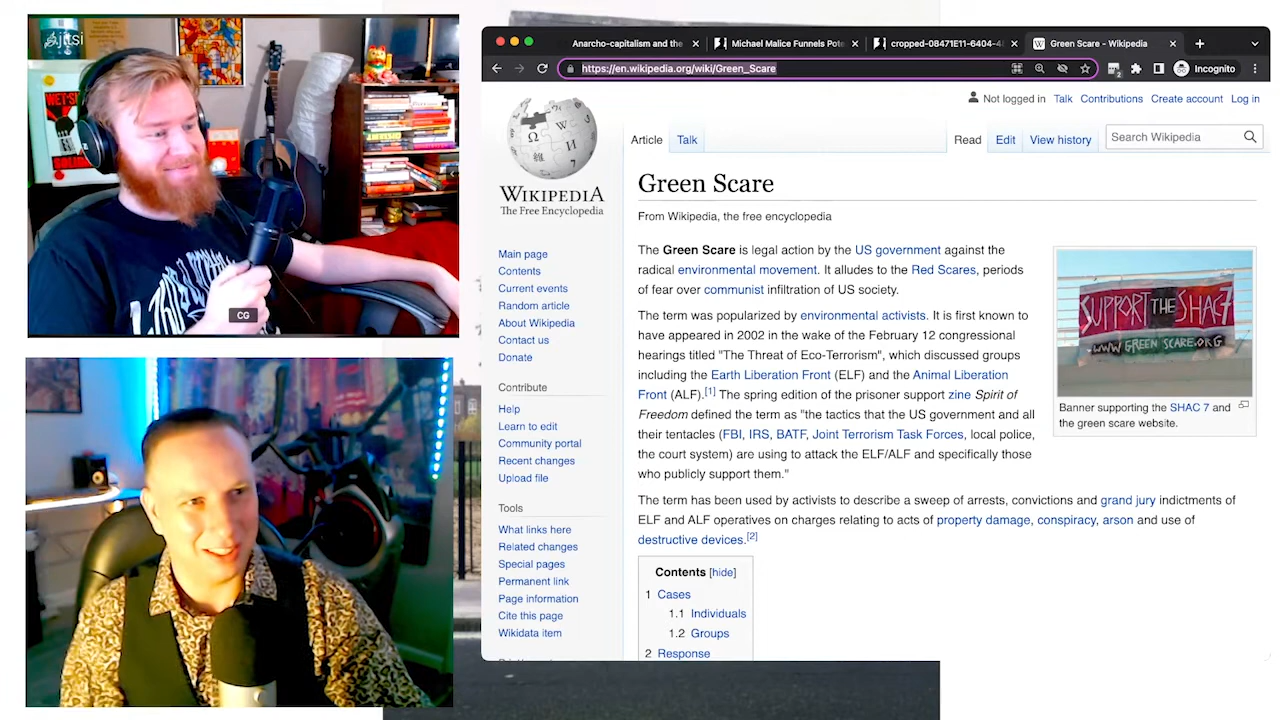 jitsi
CG
Anarcho-capitalism and the
Michael Malice Funnels Pote
cropped-08471E11-6404-4
Green Scare - Wikipedia
https://en.wikipedia.org/wiki/Green_Scare
2
Incognito
Not logged in Talk Contributions Create account Log in
Article Talk
Read Edit View history
Search Wikipedia
WIKIPEDIA
The Free Encyclopedia
Main page
Contents
Current events
Random article
About Wikipedia
Contact us
Donate
Contribute
Help
Learn to edit
Community portal
Recent changes
Upload file
Tools
What links here
Related changes
Special pages
Permanent link
Page information
Cite this page
Wikidata item
Green Scare
From Wikipedia, the free encyclopedia
The Green Scare is legal action by the US government against the
radical environmental movement. It alludes to the Red Scares, periods
of fear over communist infiltration of US society.
The term was popularized by environmental activists. It is first known to
have appeared in 2002 in the wake of the February 12 congressional
hearings titled "The Threat of Eco-Terrorism", which discussed groups
including the Earth Liberation Front (ELF) and the Animal Liberation
Front (ALF).[1] The spring edition of the prisoner support zine Spirit of
Freedom defined the term as "the tactics that the US government and all
their tentacles (FBI, IRS, BATF, Joint Terrorism Task Forces, local police,
the court system) are using to attack the ELF/ALF and specifically those
who publicly support them."
The term has been used by activists to describe a sweep of arrests, convictions and grand jury indictments of
ELF and ALF operatives on charges relating to acts of property damage, conspiracy, arson and use of
destructive devices.[2]
SUPPORT THE SHAC7
WWW.GREEN SCARE.ORG
Banner supporting the SHAC 7 and
the green scare website.
Contents [hide]
1 Cases
1.1 Individuals
1.2 Groups
2 Response